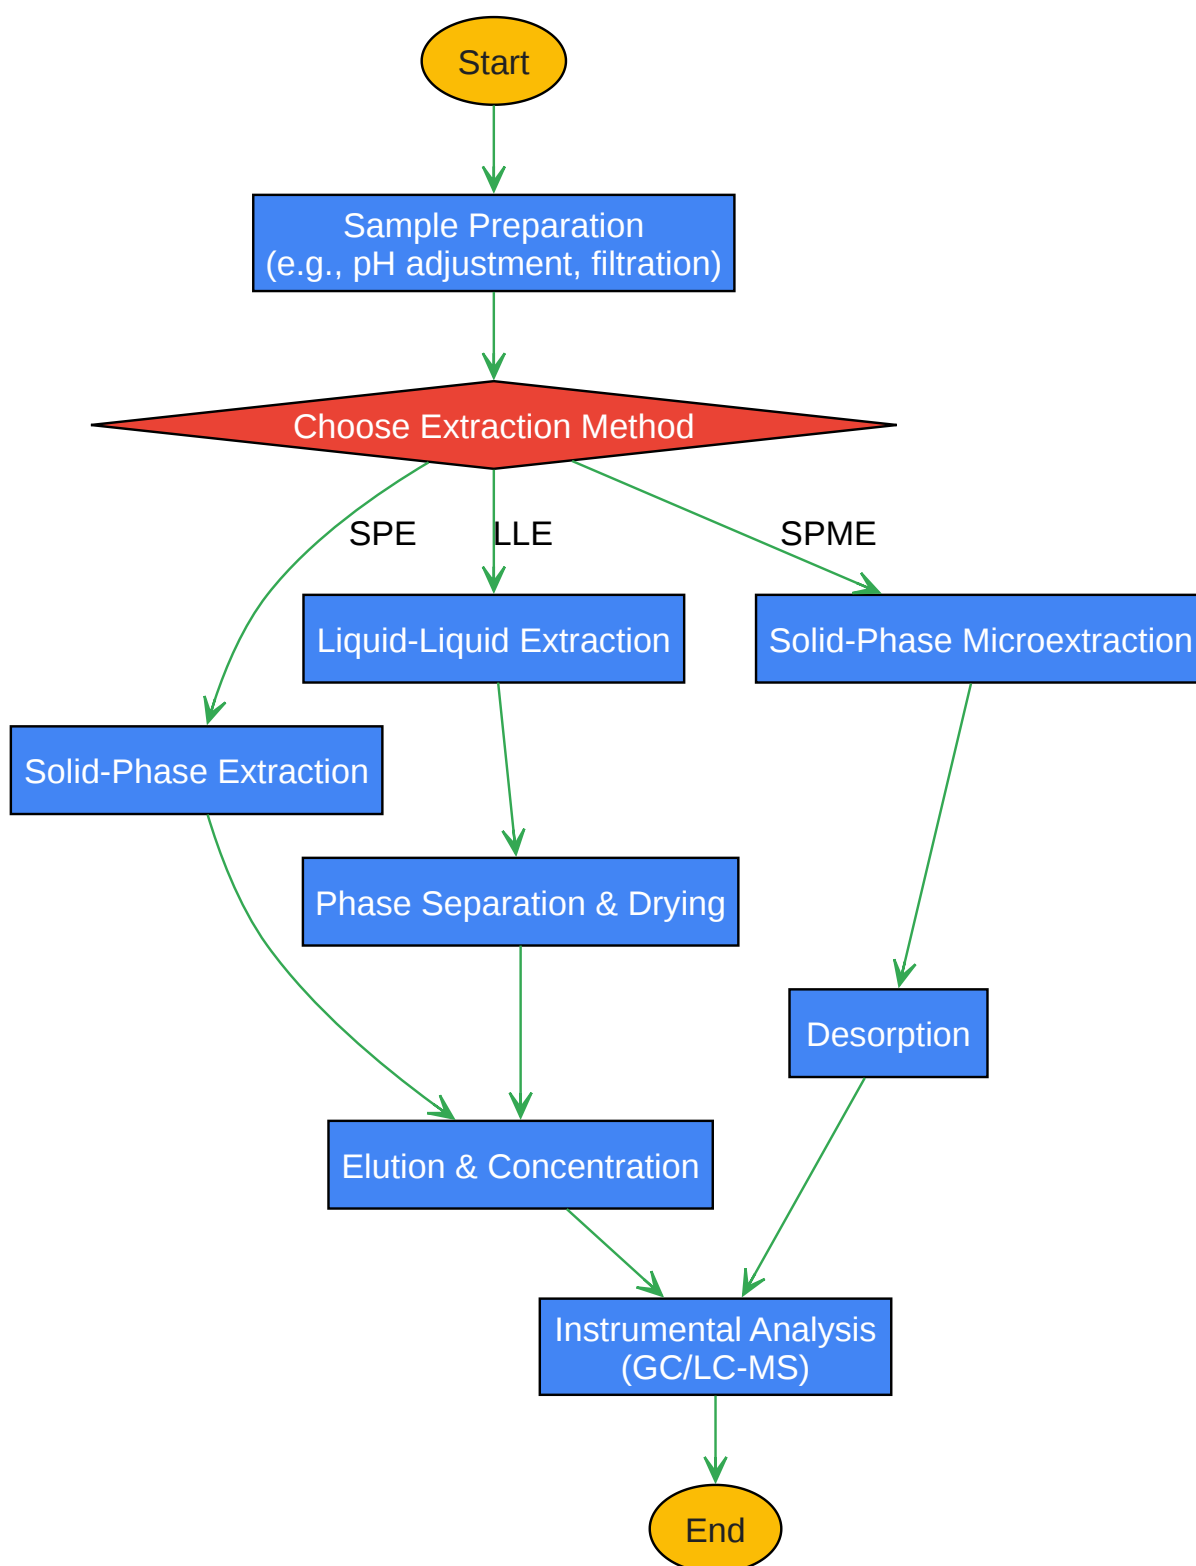 Start
Sample Preparation
(e.g., pH adjustment, filtration)
Choose Extraction Method
SPE
LLE
SPME
Liquid-Liquid Extraction
Solid-Phase Microextraction
Solid-Phase Extraction
Phase Separation & Drying
Desorption
Elution & Concentration
Instrumental Analysis
(GC/LC-MS)
End